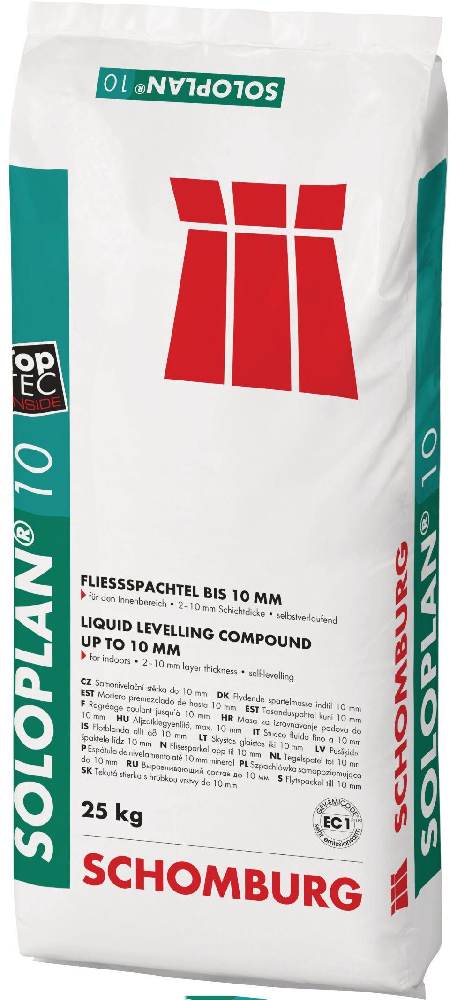 SOLOPLAN® 10
Top
TEC
INSIDE
SOLOPLAN® 10
FLIESSSPACHTEL BIS 10 MM
für den Innenbereich • 2–10 mm Schichtdicke • selbstverlaufend
LIQUID LEVELLING COMPOUND
UP TO 10 MM
for indoors • 2–10 mm layer thickness • self-levelling
CZ Samonivelační stěrka do 10 mm DK Flydende spartelmasse indtil 10 mm
EST Mortero premezclado de hasta 10 mm EST Tasanduspahtel kuni 10 mm
F Ragréage coulant jusqu'à 10 mm HR Masa za izravnavanje podova do
10 mm HU Aljzatkiegyenlítő, max. 10 mm IT Stucco fluido fino a 10 mm
IS Flotblanda allt að 10 mm LT Skystas glaistas iki 10 mm LV Pusšķidr
špaktele līdz 10 mm N Flisesparkel opp til 10 mm NL Tegelspatel tot 10 mr
P Espátula de nivelamento até 10 mm mineral PL Szpachlówka samopoziomująca
do 10 mm RU Выравнивающий состав до 10 мм S Flytspackel till 10 mm
SK Tekutá stierka s hrúbkou vrstvy do 10 mm
25 kg
GEV-EMICODE®
EC 1 PLUS
sehr emissionsarm
SCHOMBURG
SCHOMBURG
SOLOPLAN® 10